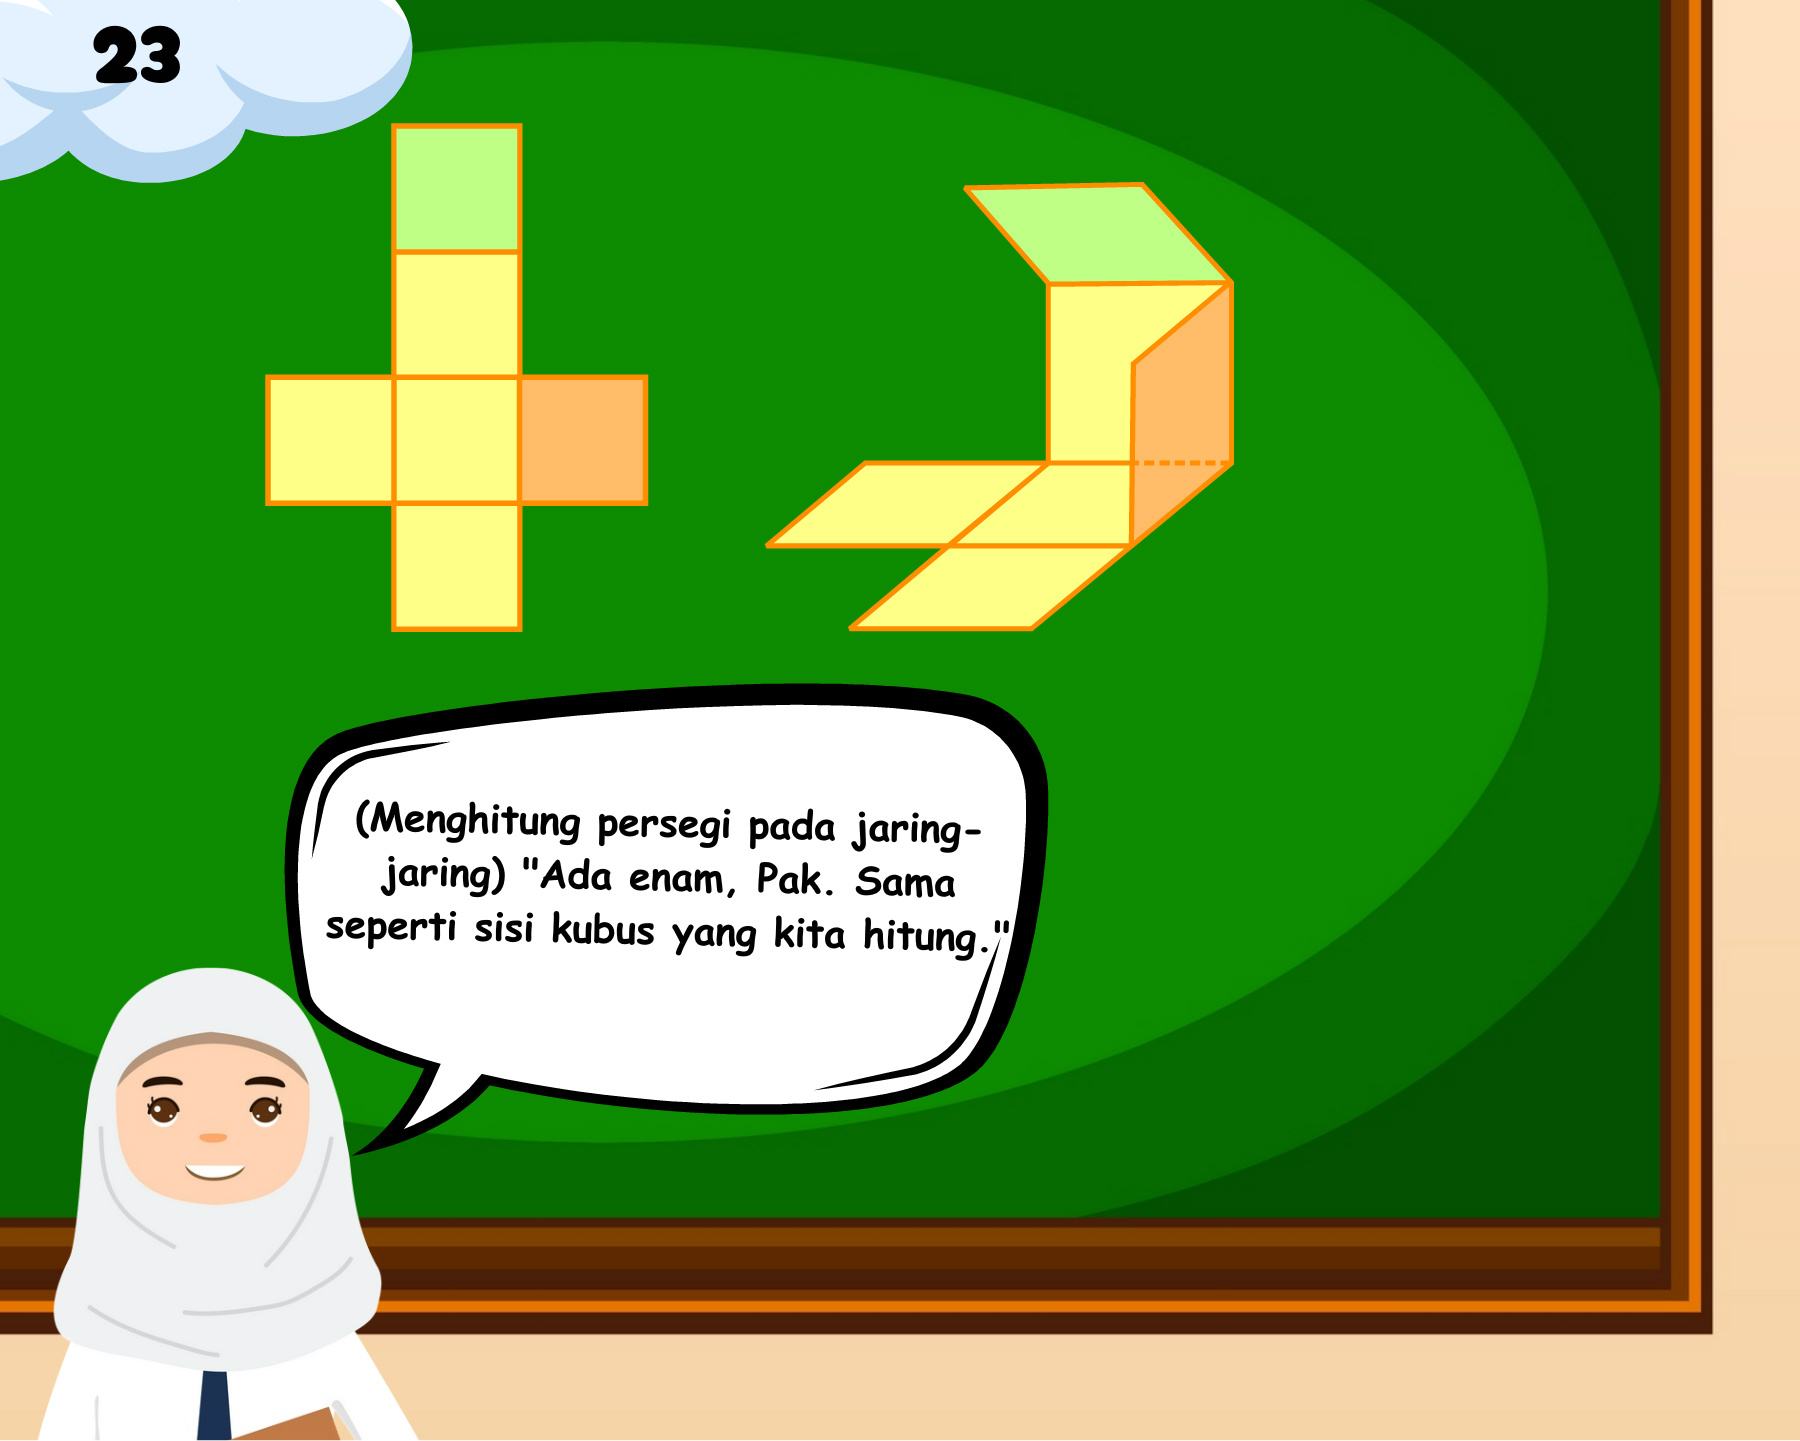 23
(Menghitung persegi pada jaring-
jaring) "Ada enam, Pak. Sama
seperti sisi kubus yang kita hitung."